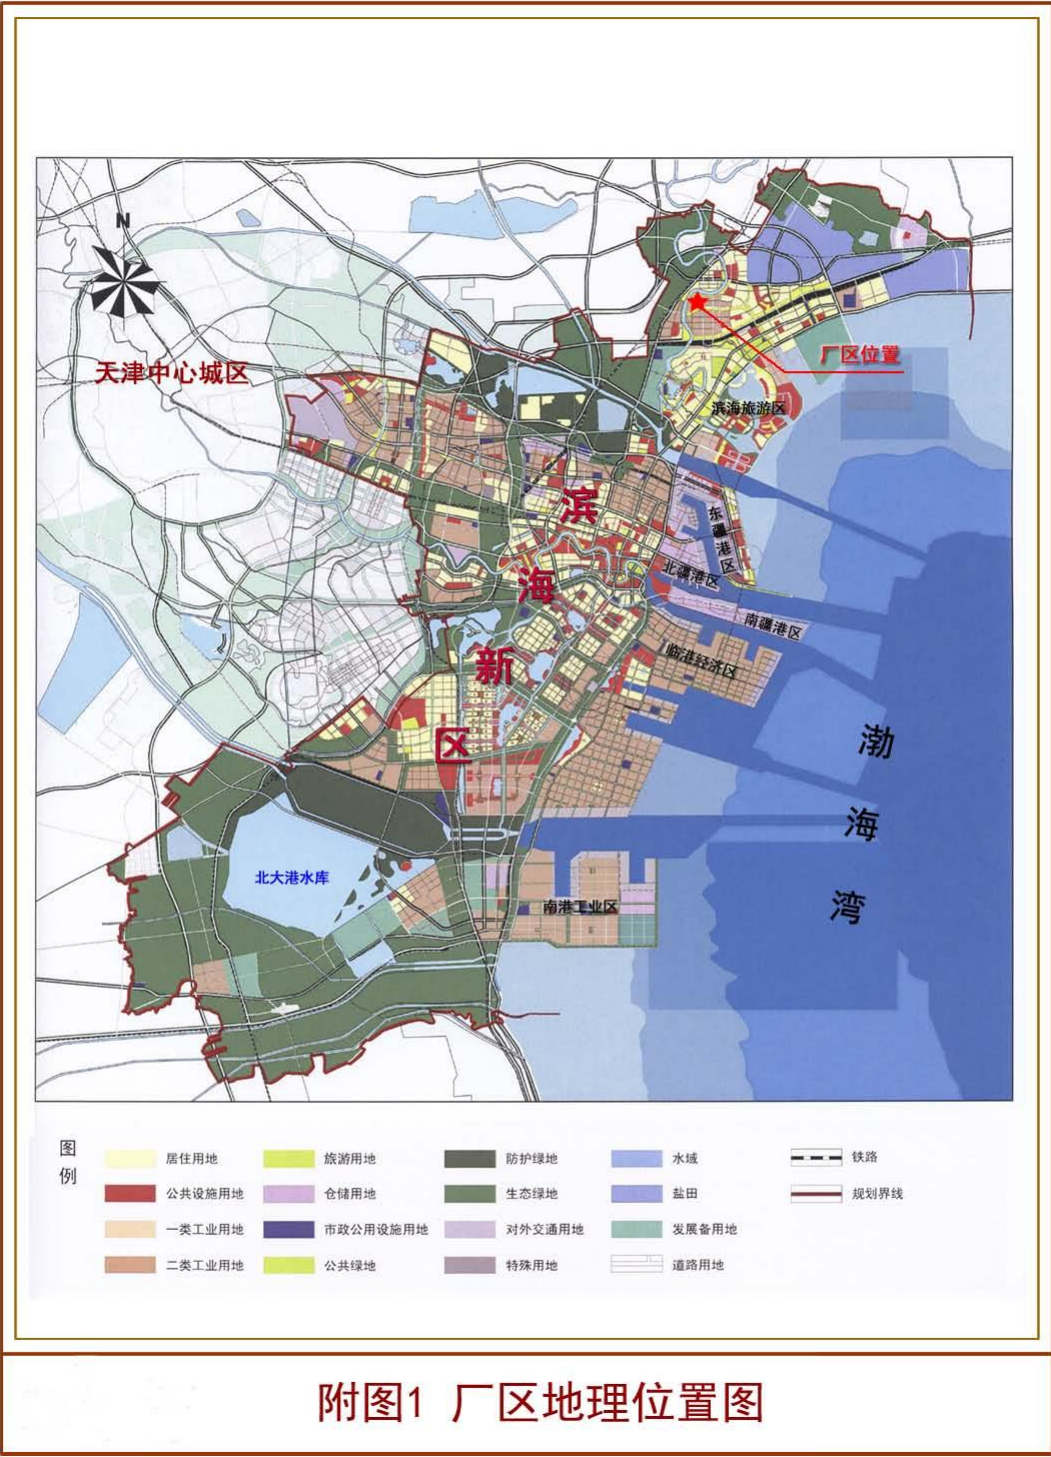 N
天津中心城区
厂区位置
滨海旅游区
滨
海
新
区
东疆港区
北疆港区
南疆港区
临港经济区
渤
海
湾
北大港水库
南港工业区
图例
居住用地 旅游用地 防护绿地 水域 铁路
公共设施用地 仓储用地 生态绿地 盐田 规划界线
一类工业用地 市政公用设施用地 对外交通用地 发展备用地
二类工业用地 公共绿地 特殊用地 道路用地
附图1 厂区地理位置图